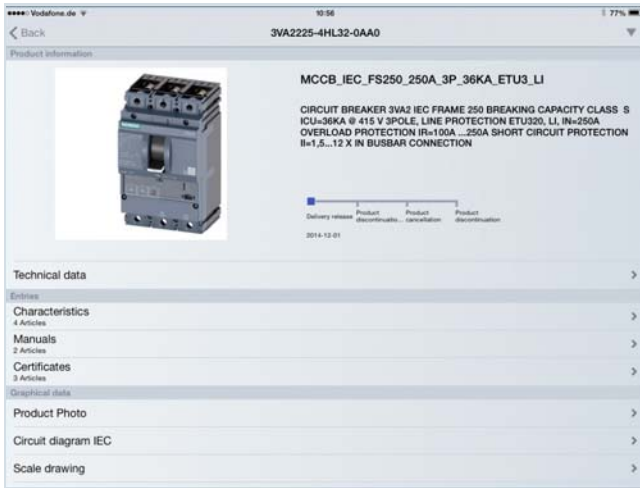 Vodafone.de
10:56
77%
Back
3VA2225-4HL32-0AA0
Product information
MCCB_IEC_FS250_250A_3P_36KA_ETU3_LI
SIEMENS
CIRCUIT BREAKER 3VA2 IEC FRAME 250 BREAKING CAPACITY CLASS S
ICU=36KA @ 415 V 3POLE, LINE PROTECTION ETU320, LI, IN=250A
OVERLOAD PROTECTION IR=100A ...250A SHORT CIRCUIT PROTECTION
II=1,5...12 X IN BUSBAR CONNECTION
Delivery release
Product
discontinuatio...
Product
cancellation
Product
discontinuation
2014-12-01
Technical data
Entries
Characteristics
4 Articles
Manuals
2 Articles
Certificates
3 Articles
Graphical data
Product Photo
Circuit diagram IEC
Scale drawing